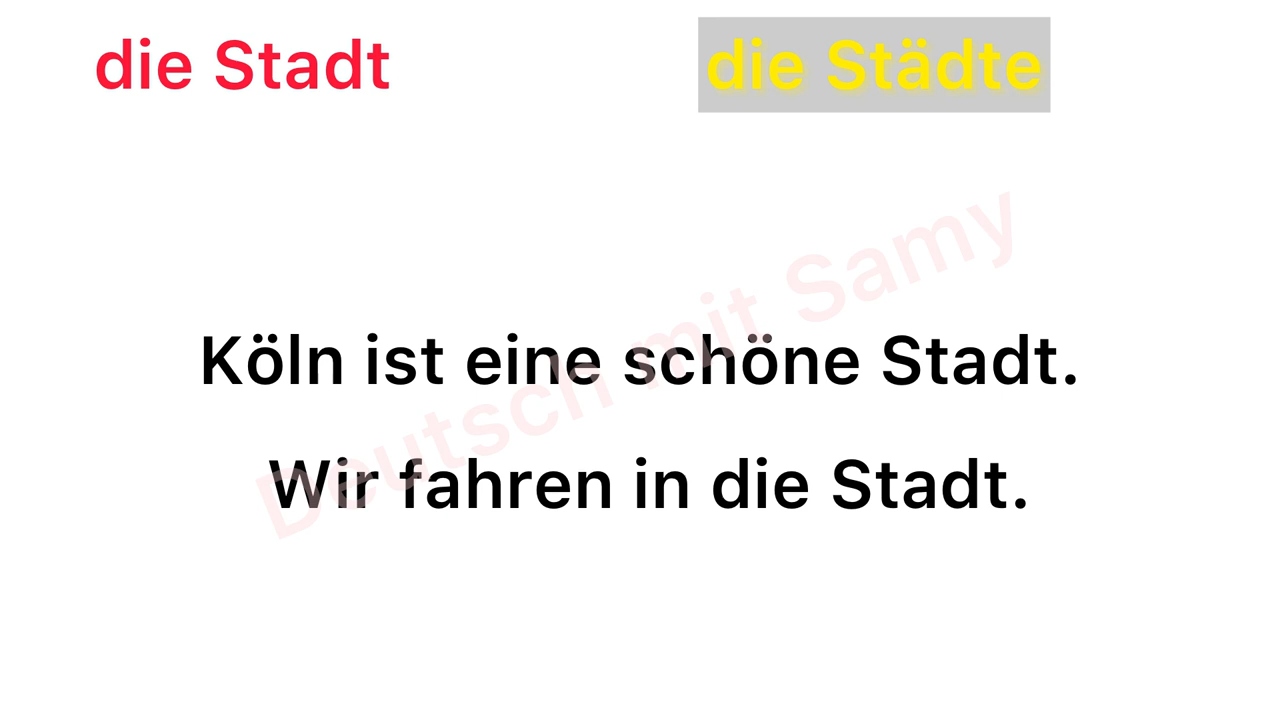 die Stadt
die Städte
Köln ist eine schöne Stadt.
Wir fahren in die Stadt.
Deutsch mit Samy